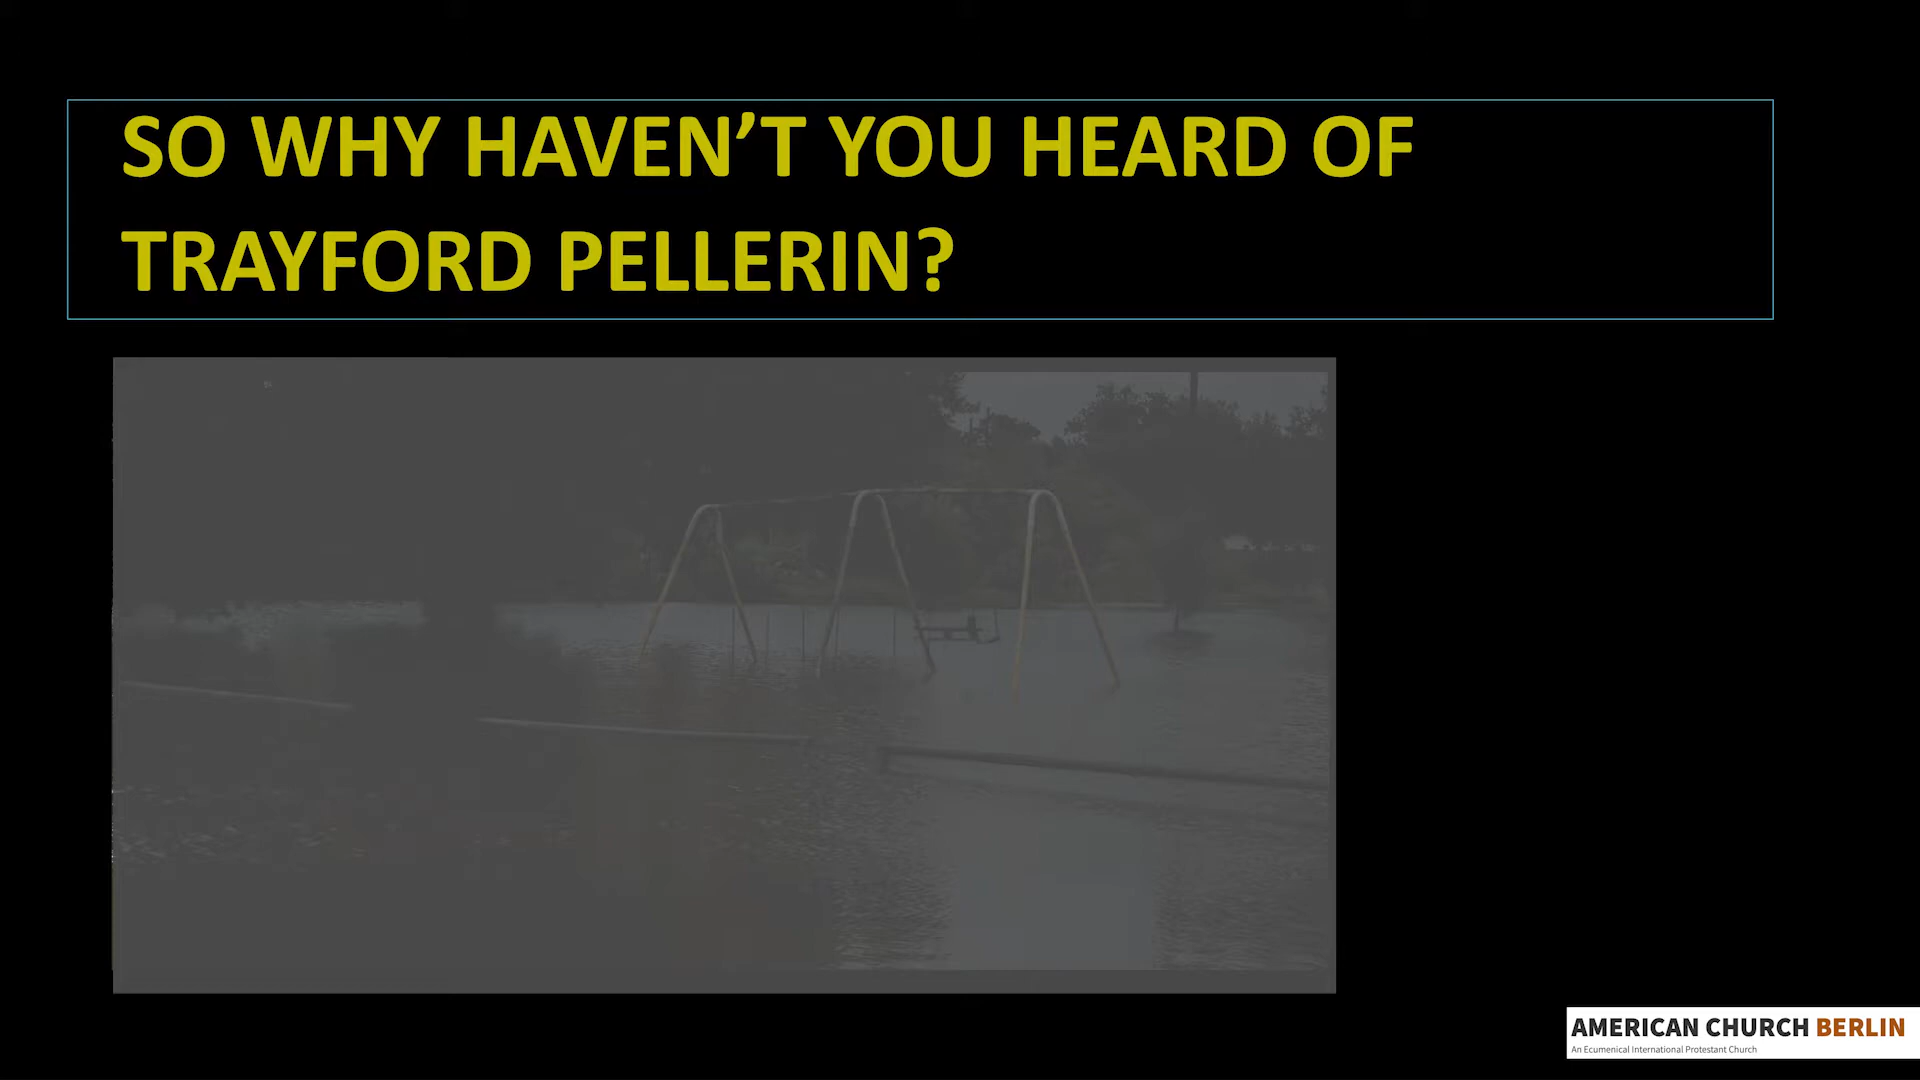 SO WHY HAVEN’T YOU HEARD OF
TRAYFORD PELLERIN?
AMERICAN CHURCH BERLIN
An Ecumenical International Protestant Church